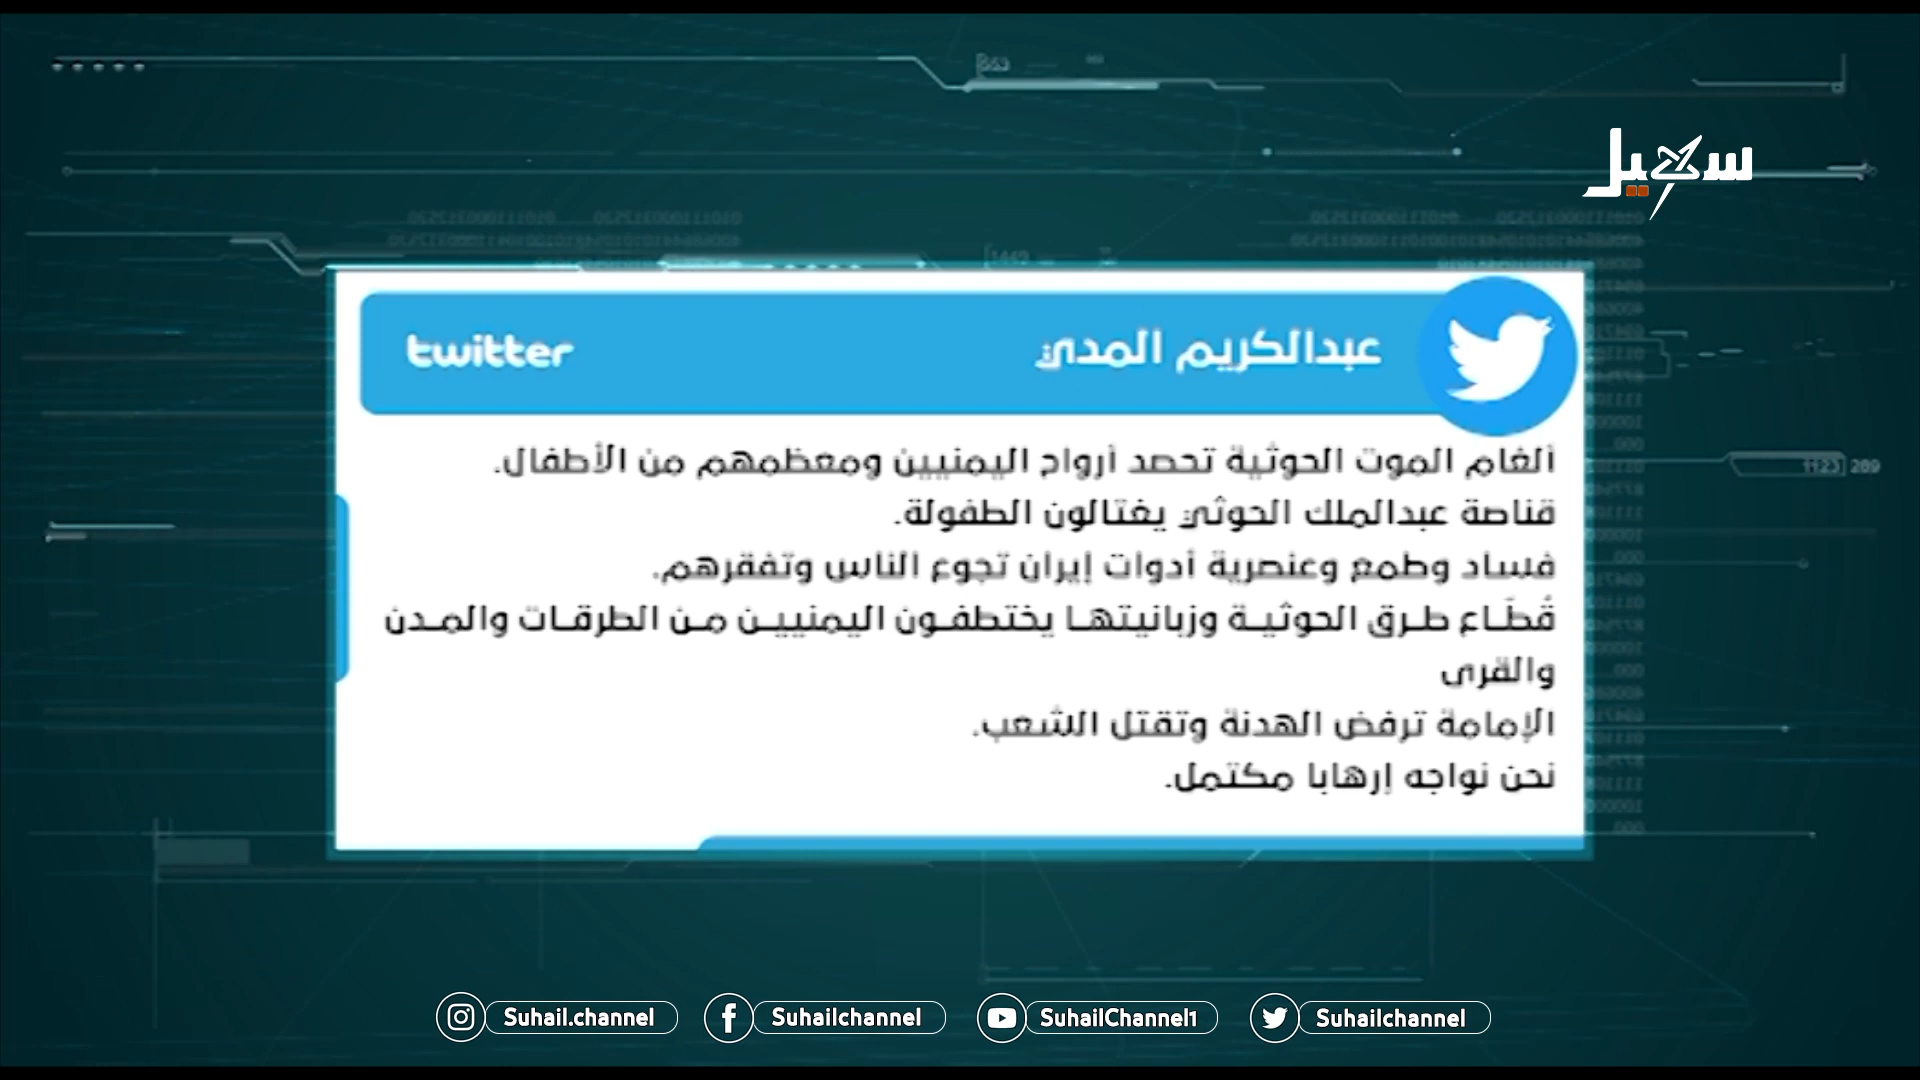 سهيل
عبدالكريم المدي
twitter
ألغام الموت الحوثية تحصد أرواح اليمنيين ومعظمهم من الأطفال.
قناصة عبدالملك الحوثي يغتالون الطفولة.
فساد وطمع وعنصرية أدوات إيران تجوع الناس وتفقرهم.
قُطّاع طرق الحوثية وزبانيتها يختطفون اليمنيين من الطرقات والمدن
والقرى
الإمامة ترفض الهدنة وتقتل الشعب.
نحن نواجه إرهابا مكتمل.
Suhail.channel
Suhailchannel
SuhailChannel1
Suhailchannel